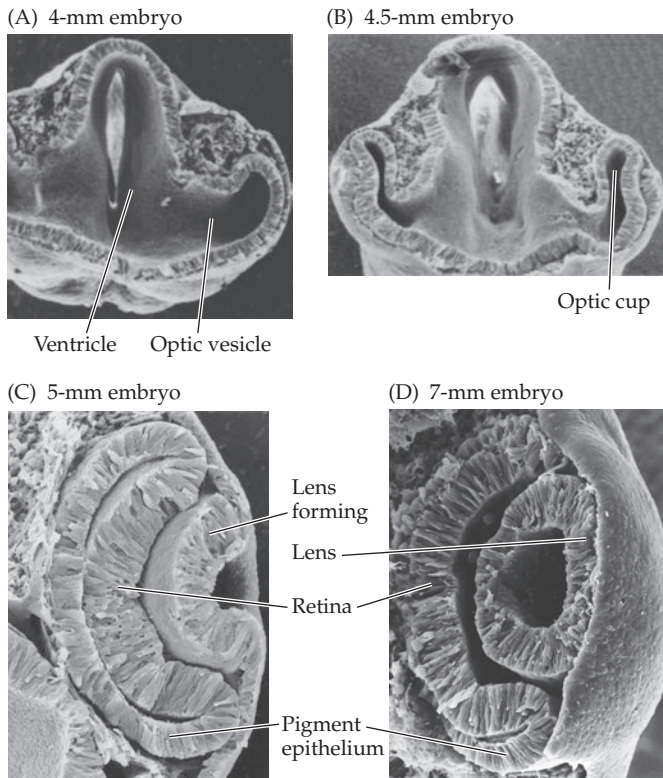 (A) 4-mm embryo
(B) 4.5-mm embryo
Ventricle
Optic vesicle
Optic cup
(C) 5-mm embryo
(D) 7-mm embryo
Lens
forming
Lens
Retina
Pigment
epithelium